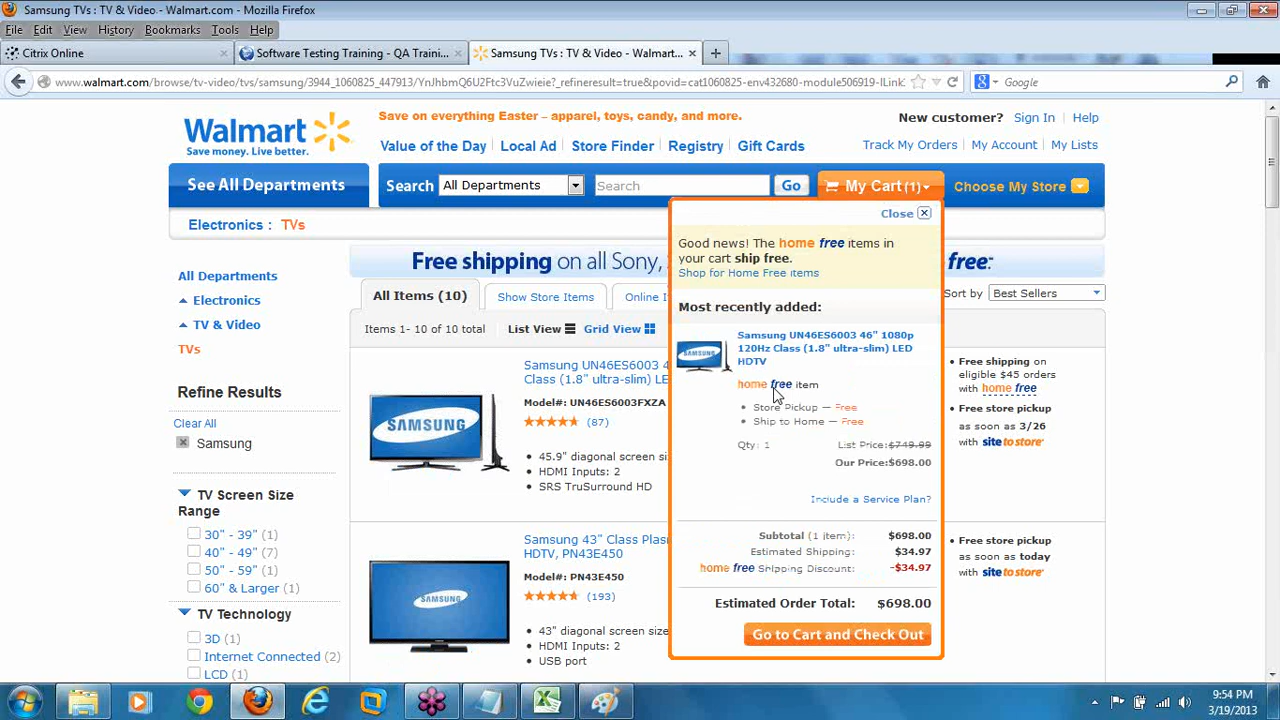 Samsung TVs : TV & Video - Walmart.com - Mozilla Firefox
File Edit View History Bookmarks Tools Help
Citrix Online
Software Testing Training - QA Traini...
Samsung TVs : TV & Video - Walmart...
www.walmart.com/browse/tv-video/tvs/samsung/3944_1060825_447913/YnJhbmQ6U2Ftc3VuZwieie?_refineresult=true&povid=cat1060825-env432680-module506919-lLink
Google
Walmart
Save money. Live better.
Save on everything Easter – apparel, toys, candy, and more.
New customer? Sign In Help
Value of the Day Local Ad Store Finder Registry Gift Cards
Track My Orders My Account My Lists
See All Departments
Search All Departments Search Go
My Cart (1)
Choose My Store
Electronics: TVs
Free shipping on all Sony,
free:
All Departments
Electronics
TV & Video
TVs
Refine Results
Clear All
Samsung
TV Screen Size
Range
30" - 39" (1)
40" - 49" (7)
50" - 59" (1)
60" & Larger (1)
TV Technology
3D (1)
Internet Connected (2)
LCD (1)
All Items (10) Show Store Items Online I
Sort by Best Sellers
Items 1- 10 of 10 total List View Grid View
Samsung UN46ES6003 4
Class (1.8" ultra-slim) LE
Model#: UN46ES6003FXZA
(87)
45.9" diagonal screen si
HDMI Inputs: 2
SRS TruSurround HD
SAMSUNG
Samsung 43" Class Plasm
HDTV, PN43E450
Model#: PN43E450
(193)
43" diagonal screen size
HDMI Inputs: 2
USB port
SAMSUNG
Close
Good news! The home free items in
your cart ship free.
Shop for Home Free items
Most recently added:
SAMSUNG
Samsung UN46ES6003 46" 1080p
120Hz Class (1.8" ultra-slim) LED
HDTV
home free item
Store Pickup — Free
Ship to Home — Free
Qty: 1 List Price:$749.99
Our Price:$698.00
Include a Service Plan?
Subtotal (1 item): $698.00
Estimated Shipping: $34.97
home free Shipping Discount: -$34.97
Estimated Order Total: $698.00
Go to Cart and Check Out
Free shipping on
eligible $45 orders
with home free
Free store pickup
as soon as 3/26
with site to store
Free store pickup
as soon as today
with site to store
9:54 PM
3/19/2013